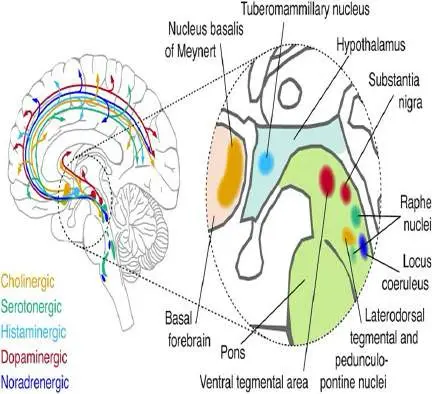 Tuberomammillary nucleus
Nucleus basalis
of Meynert
Hypothalamus
Substantia
nigra
Raphe
nuclei
Locus
coeruleus
Laterodorsal
tegmental and
pedunculo-
pontine nuclei
Cholinergic
Serotonergic
Histaminergic
Dopaminergic
Noradrenergic
Basal
forebrain
Pons
Ventral tegmental area